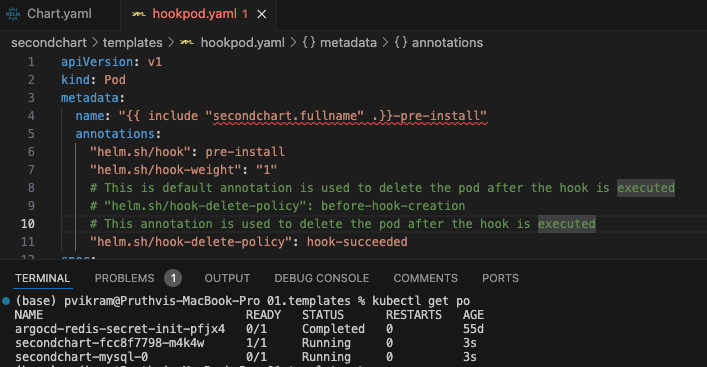 HELM Chart.yaml
YAML hookpod.yaml 1 ×
secondchart > templates > YAML hookpod.yaml > {} metadata > {} annotations
1 apiVersion: v1
2 kind: Pod
3 metadata:
4 name: "{{ include "secondchart.fullname" .}}-pre-install"
5 annotations:
6 "helm.sh/hook": pre-install
7 "helm.sh/hook-weight": "1"
8 # This is default annotation is used to delete the pod after the hook is executed
9 # "helm.sh/hook-delete-policy": before-hook-creation
10 # This annotation is used to delete the pod after the hook is executed
11 "helm.sh/hook-delete-policy": hook-succeeded
12 spec:
TERMINAL PROBLEMS 1 OUTPUT DEBUG CONSOLE COMMENTS PORTS
(base) pvikram@Pruthvis-MacBook-Pro 01.templates % kubectl get po
NAME READY STATUS RESTARTS AGE
argocd-redis-secret-init-pfjx4 0/1 Completed 0 55d
secondchart-fcc8f7798-m4k4w 1/1 Running 0 3s
secondchart-mysql-0 0/1 Running 0 3s